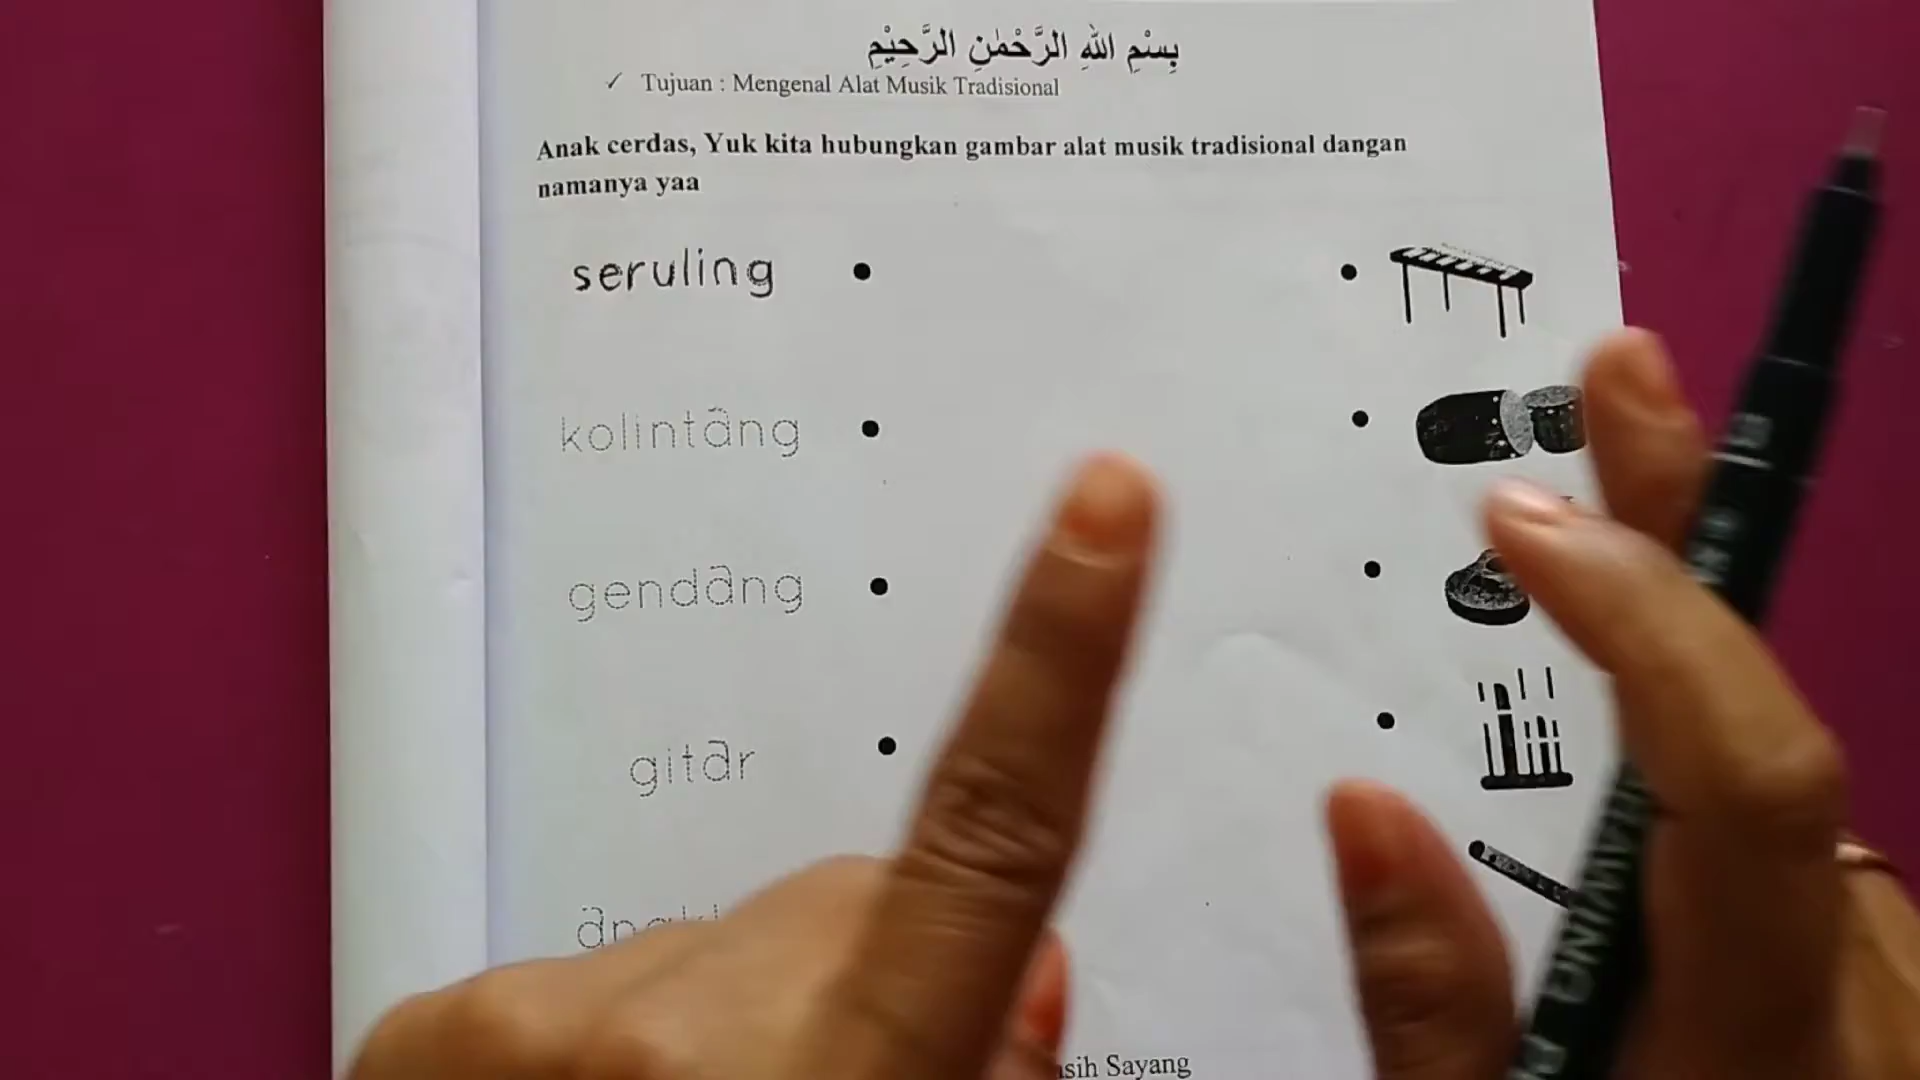 بِسْمِ اللهِ الرَّحْمٰنِ الرَّحِيْمِ
✓ Tujuan : Mengenal Alat Musik Tradisional
Anak cerdas, Yuk kita hubungkan gambar alat musik tradisional dangan
namanya yaa
seruling
kolintang
gendang
gitar
Sayang